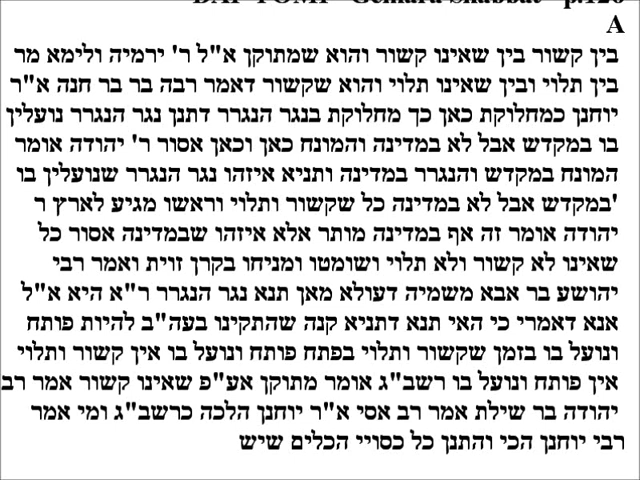 DAF YOMI Gemara Shabbat p.126
A
בין קשור בין שאינו קשור והוא שמתוקן א"ל ר' ירמיה ולימא מר
בין תלוי ובין שאינו תלוי והוא שקשור דאמר רבה בר בר חנה א"ר
יוחנן כמחלוקת כאן כך מחלוקת בנגר הנגרר דתנן נגר הנגרר נועלין
בו במקדש אבל לא במדינה והמונח כאן וכאן אסור ר' יהודה אומר
המונח במקדש והנגרר במדינה ותניא איזהו נגר הנגרר שנועלין בו
במקדש אבל לא במדינה כל שקשור ותלוי וראשו מגיע לארץ ר'
יהודה אומר זה אף במדינה מותר אלא איזהו שבמדינה אסור כל
שאינו לא קשור ולא תלוי ושומטו ומניחו בקרן זוית ואמר רבי
יהושע בר אבא משמיה דעולא מאן תנא נגר הנגרר ר"א היא א"ל
אנא דאמרי כי האי תנא דתניא קנה שהתקינו בעה"ב להיות פותח
ונועל בו בזמן שקשור ותלוי בפתח פותח ונועל בו אין קשור ותלוי
אין פותח ונועל בו רשב"ג אומר מתוקן אע"פ שאינו קשור אמר רב
יהודה בר שילת אמר רב אסי א"ר יוחנן הלכה כרשב"ג ומי אמר
רבי יוחנן הכי והתנן כל כסויי הכלים שיש